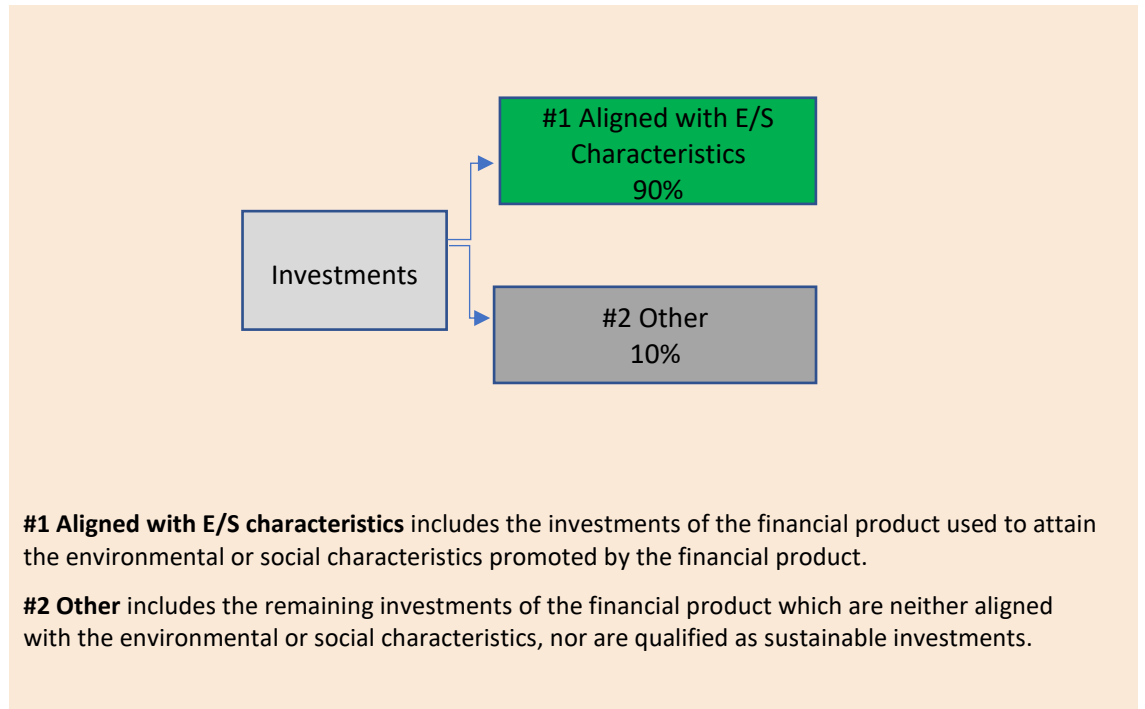 #1 Aligned with E/S
Characteristics
90%
Investments
#2 Other
10%
#1 Aligned with E/S characteristics includes the investments of the financial product used to attain
the environmental or social characteristics promoted by the financial product.
#2 Other includes the remaining investments of the financial product which are neither aligned
with the environmental or social characteristics, nor are qualified as sustainable investments.